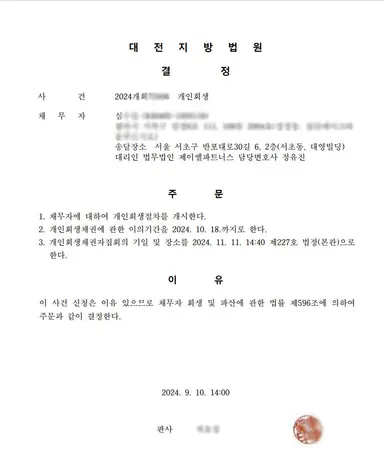 대 전 지 방 법 원
결 정
사 건 2024개회 개인회생
채 무 자 심
송달장소 서울 서초구 반포대로30길 6, 2층(서초동, 대영빌딩)
대리인 법무법인 제이엘파트너스 담당변호사 정유진
주 문
1. 채무자에 대하여 개인회생절차를 개시한다.
2. 개인회생채권에 관한 이의기간을 2024. 10. 18.까지로 한다.
3. 개인회생채권자집회의 기일 및 장소를 2024. 11. 11. 14:40 제227호 법정(본관)으로
한다.
이 유
이 사건 신청은 이유 있으므로 채무자 회생 및 파산에 관한 법률 제596조에 의하여
주문과 같이 결정한다.
2024. 9. 10. 14:00
판사